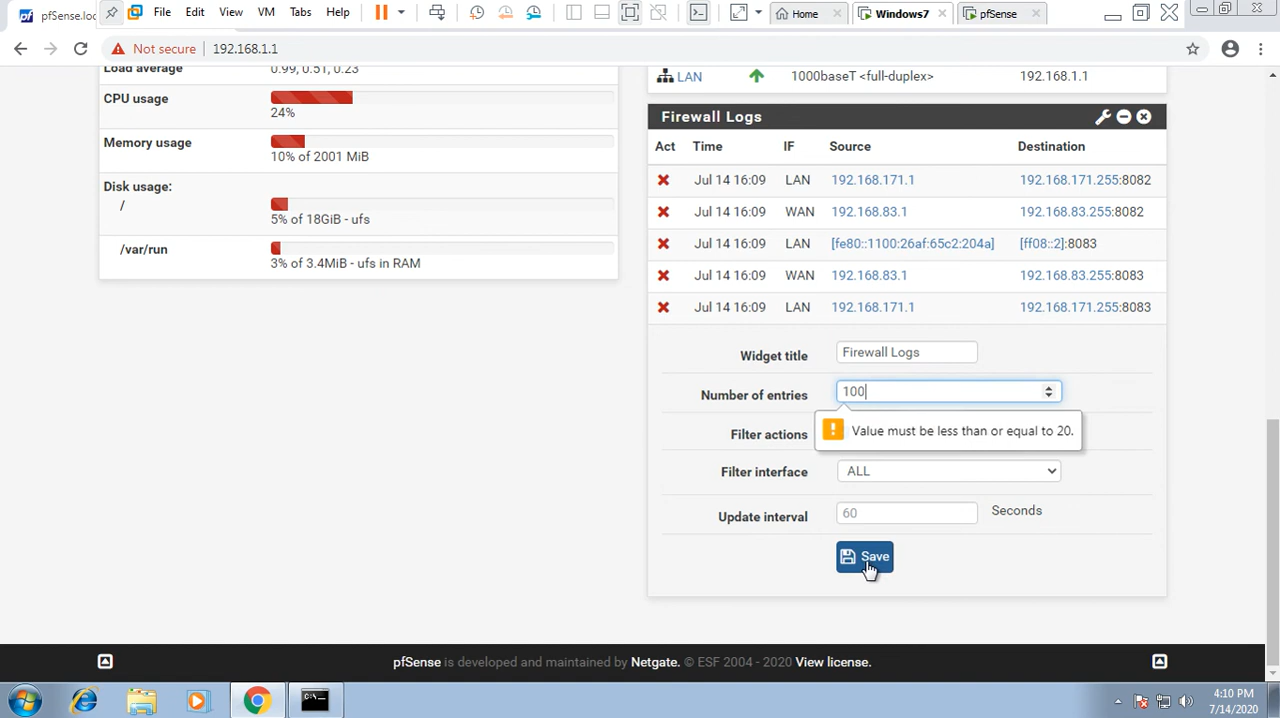 pfSense.loc
File Edit View VM Tabs Help
Home
Windows7
pfSense
Not secure 192.168.1.1
Load average 0.99, 0.51, 0.23
CPU usage
24%
Memory usage
10% of 2001 MiB
Disk usage:
/
5% of 18GiB - ufs
/var/run
3% of 3.4MiB - ufs in RAM
LAN 1000baseT <full-duplex> 192.168.1.1
Firewall Logs
Act Time IF Source Destination
Jul 14 16:09 LAN 192.168.171.1 192.168.171.255:8082
Jul 14 16:09 WAN 192.168.83.1 192.168.83.255:8082
Jul 14 16:09 LAN [fe80::1100:26af:65c2:204a] [ff08::2]:8083
Jul 14 16:09 WAN 192.168.83.1 192.168.83.255:8083
Jul 14 16:09 LAN 192.168.171.1 192.168.171.255:8083
Widget title Firewall Logs
Number of entries 100
Value must be less than or equal to 20.
Filter actions
Filter interface ALL
Update interval 60 Seconds
Save
pfSense is developed and maintained by Netgate. © ESF 2004 - 2020 View license.
4:10 PM
7/14/2020